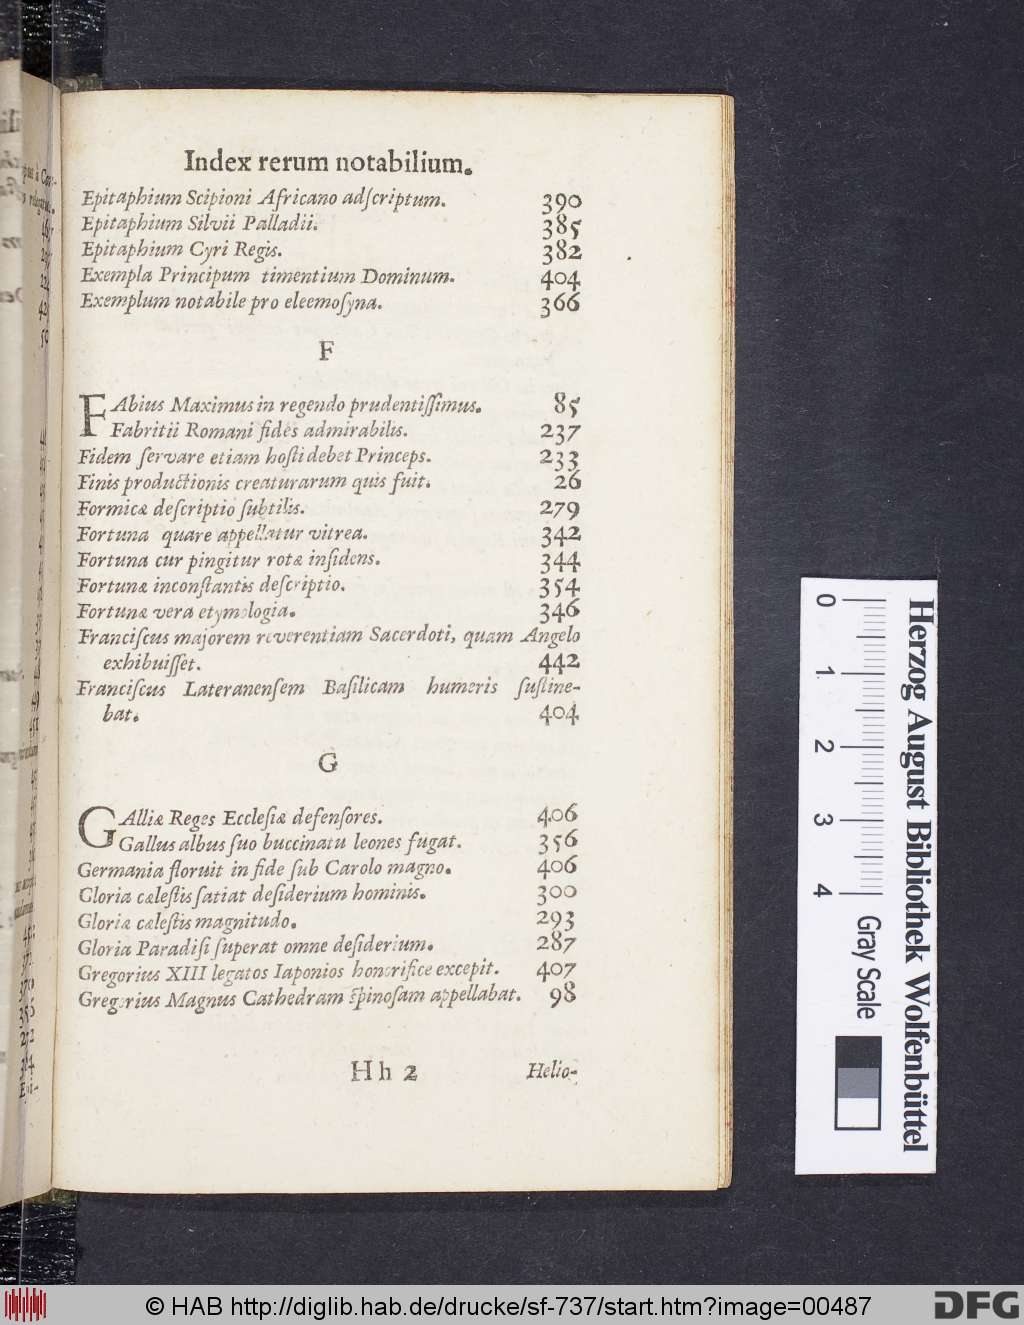 Index rerum notabilium.
Epitaphium Scipioni Africano adſcriptum. 390
Epitaphium Silvii Palladii. 385
Epitaphium Cyri Regis. 382
Exempla Principum timentium Dominum. 404
Exemplum notabile pro eleemoſyna. 366
F
FAbius Maximus in regendo prudentiſſimus. 85
Fabritii Romani fides admirabilis. 237
Fidem ſervare etiam hoſti debet Princeps. 233
Finis productionis creaturarum quis fuit. 26
Formicæ deſcriptio ſubtilis. 279
Fortuna quare appellatur vitrea. 342
Fortuna cur pingitur rotæ inſidens. 344
Fortunæ inconſtantis deſcriptio. 354
Fortunæ vera etymologia. 346
Franciſcus majorem reverentiam Sacerdoti, quam Angelo
exhibuiſſet. 442
Franciſcus Lateranenſem Baſilicam humeris ſuſtine-
bat. 404
G
GAlliæ Reges Eccleſiæ defenſores. 406
Gallus albus ſuo buccinatu leones fugat. 356
Germania floruit in fide ſub Carolo magno. 406
Gloria cæleſtis ſatiat deſiderium hominis. 300
Gloriæ cæleſtis magnitudo. 293
Gloria Paradiſi ſuperat omne deſiderium. 287
Gregorius XIII legatos Iaponios honorifice excepit. 407
Gregorius Magnus Cathedram ſpinoſam appellabat. 98
Hh 2 Helio-
0 1 2 3 4 Gray Scale
Herzog August Bibliothek Wolfenbüttel
© HAB http://diglib.hab.de/drucke/sf-737/start.htm?image=00487
DFG